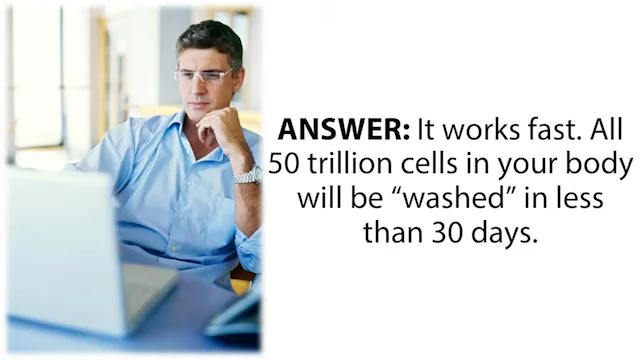 ANSWER: It works fast. All
50 trillion cells in your body
will be “washed” in less
than 30 days.